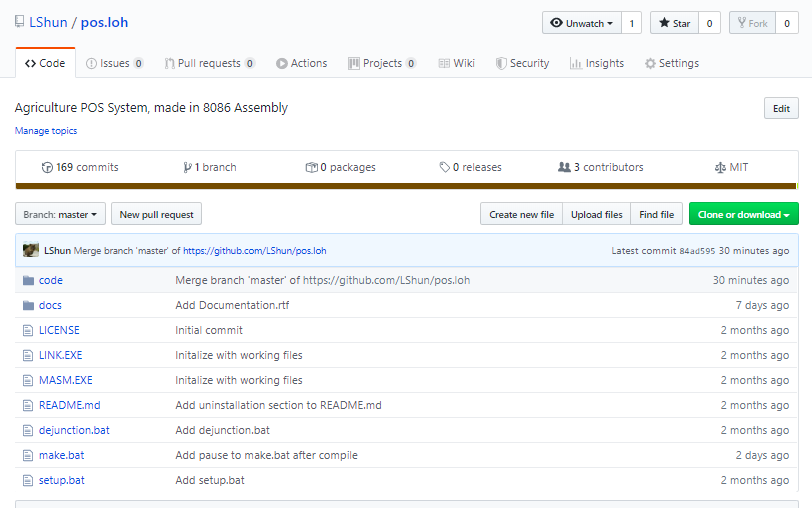 LShun / pos.loh
Unwatch 1 Star 0 Fork 0
Code Issues 0 Pull requests 0 Actions Projects 0 Wiki Security Insights Settings
Agriculture POS System, made in 8086 Assembly
Edit
Manage topics
169 commits 1 branch 0 packages 0 releases 3 contributors MIT
Branch: master New pull request Create new file Upload files Find file Clone or download
LShun Merge branch 'master' of https://github.com/LShun/pos.loh Latest commit 84ad595 30 minutes ago
code Merge branch 'master' of https://github.com/LShun/pos.loh 30 minutes ago
docs Add Documentation.rtf 7 days ago
LICENSE Initial commit 2 months ago
LINK.EXE Initalize with working files 2 months ago
MASM.EXE Initalize with working files 2 months ago
README.md Add uninstallation section to README.md 2 months ago
dejunction.bat Add dejunction.bat 2 months ago
make.bat Add pause to make.bat after compile 2 days ago
setup.bat Add setup.bat 2 months ago